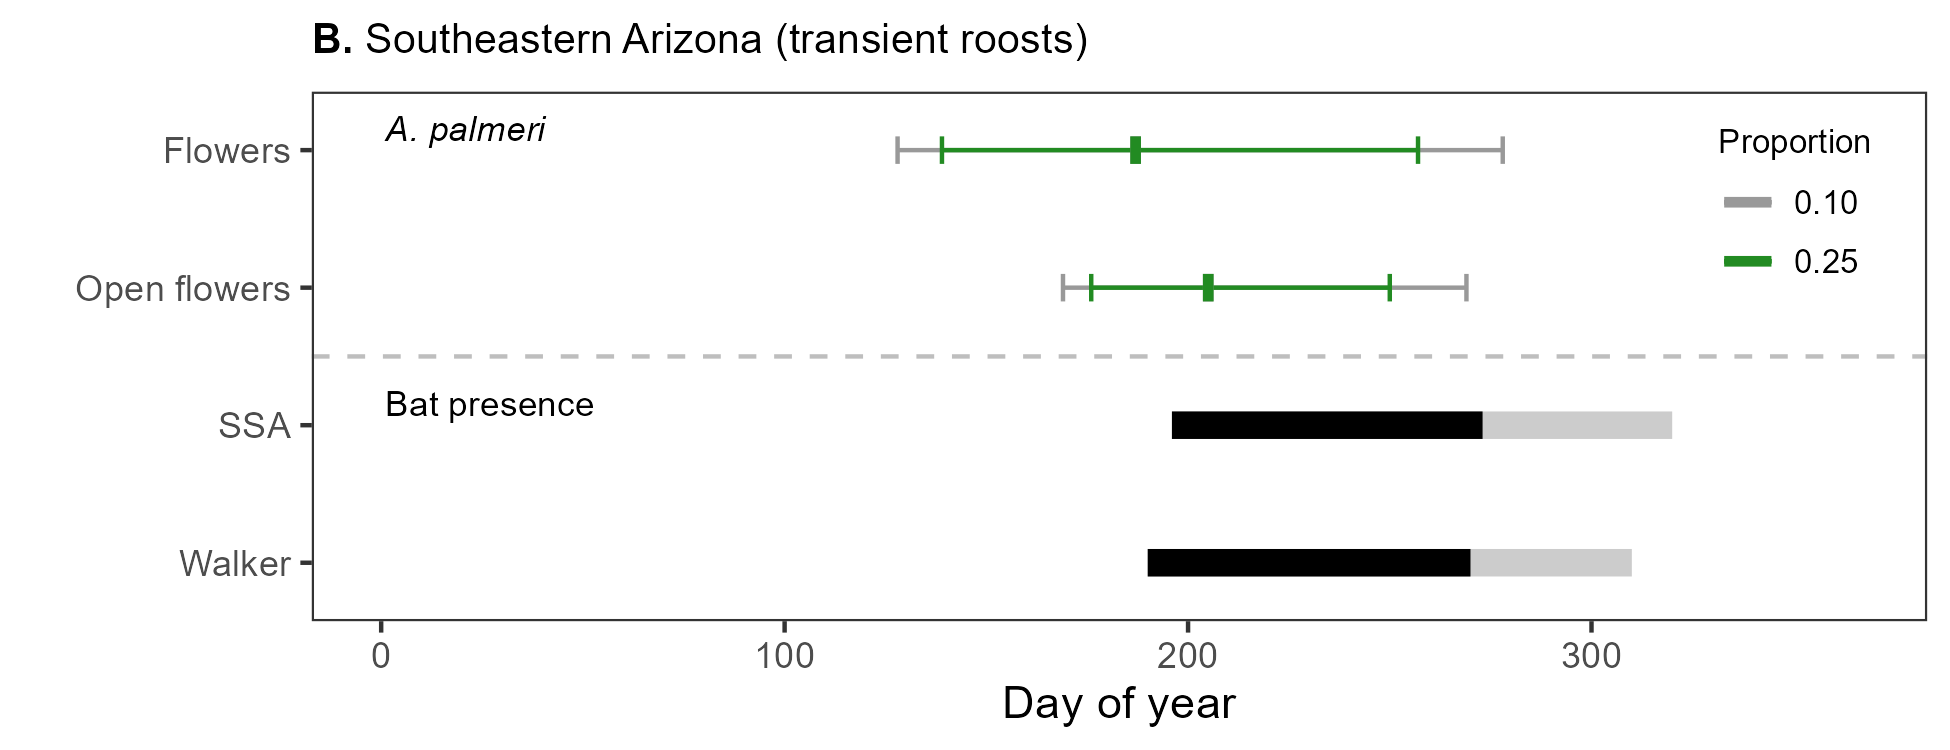 B. Southeastern Arizona (transient roosts)
Flowers
A. palmeri
Proportion
0.10
0.25
Open flowers
Bat presence
SSA
Walker
0 100 200 300
Day of year